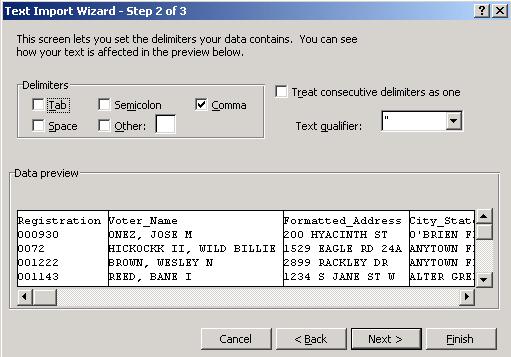 Text Import Wizard - Step 2 of 3
This screen lets you set the delimiters your data contains. You can see
how your text is affected in the preview below.
Delimiters
Tab Semicolon Comma
Space Other:
Treat consecutive delimiters as one
Text qualifier: "
Data preview
Registration Voter_Name Formatted_Address City_Stat
000930 ONEZ, JOSE M 200 HYACINTH ST O'BRIEN F
0072 HICKOCKK II, WILD BILLIE 1529 EAGLE RD 24A ANYTOWN F
001222 BROWN, WESLEY N 2899 RACKLEY DR ANYTOWN F
001143 REED, BANE I 1234 S JANE ST W ALTER GRE
Cancel < Back Next > Finish